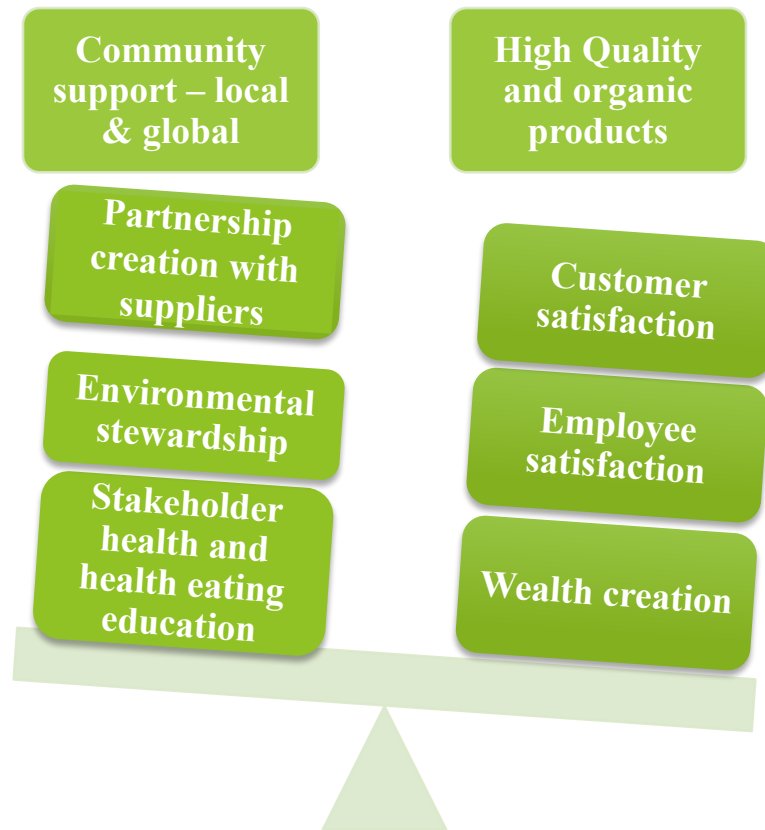 Community
support – local
& global
High Quality
and organic
products
Partnership
creation with
suppliers
Customer
satisfaction
Environmental
stewardship
Employee
satisfaction
Stakeholder
health and
health eating
education
Wealth creation